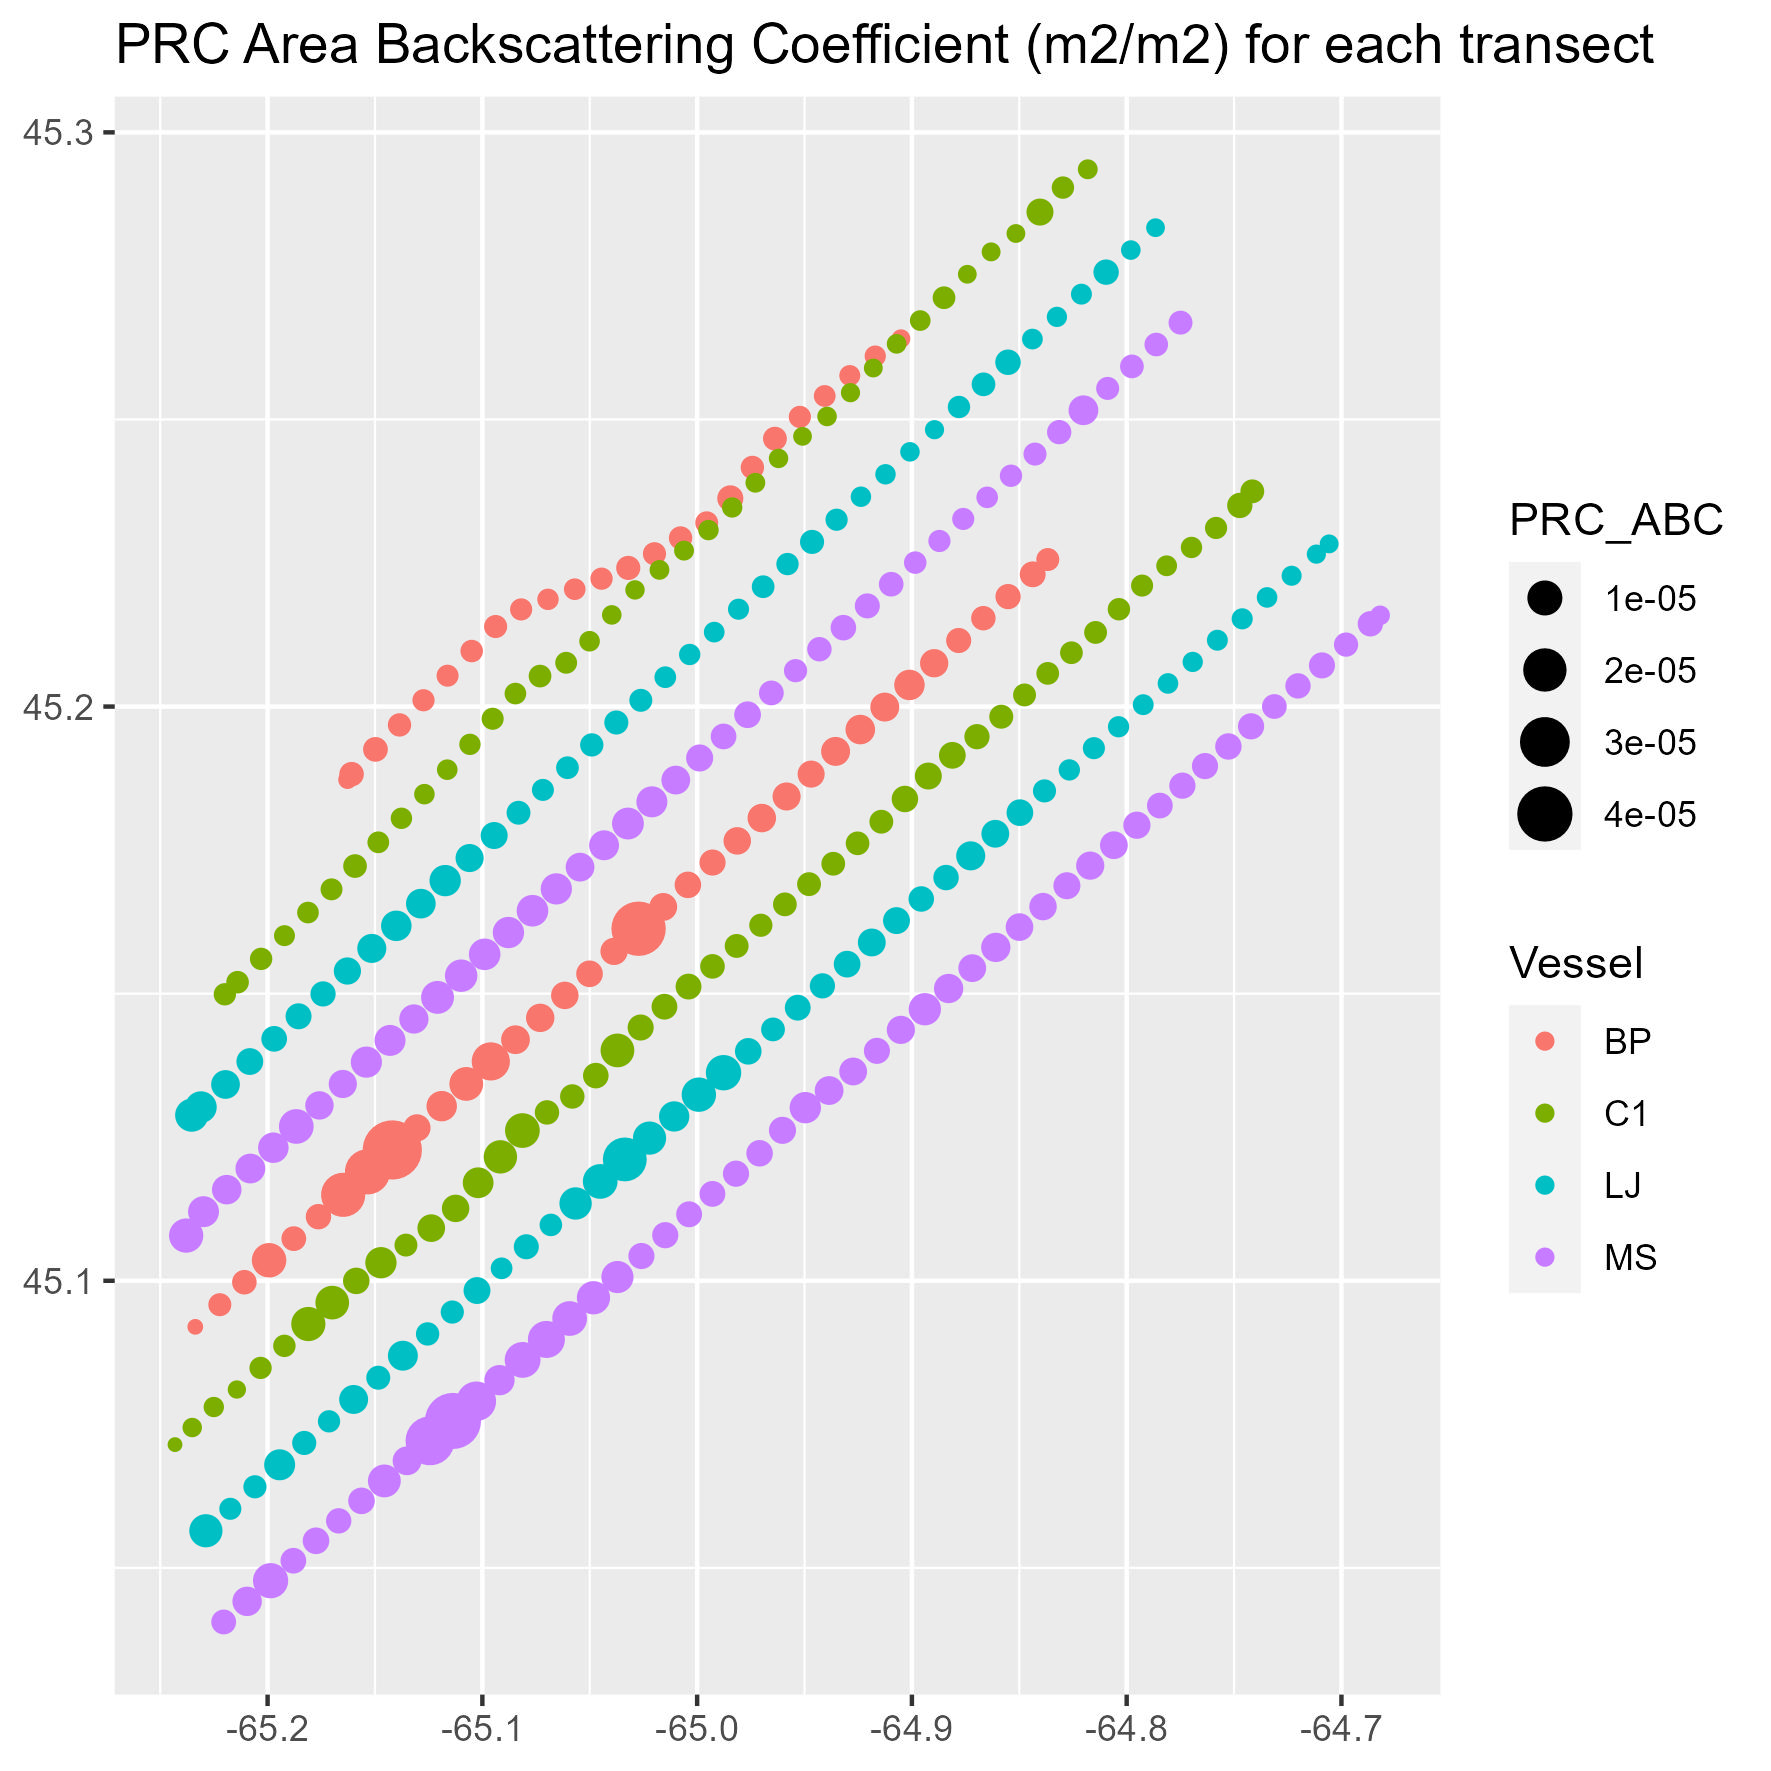 PRC Area Backscattering Coefficient (m2/m2) for each transect
45.3
45.2
45.1
-65.2
-65.1
-65.0
-64.9
-64.8
-64.7
PRC_ABC
1e-05
2e-05
3e-05
4e-05
Vessel
BP
C1
LJ
MS